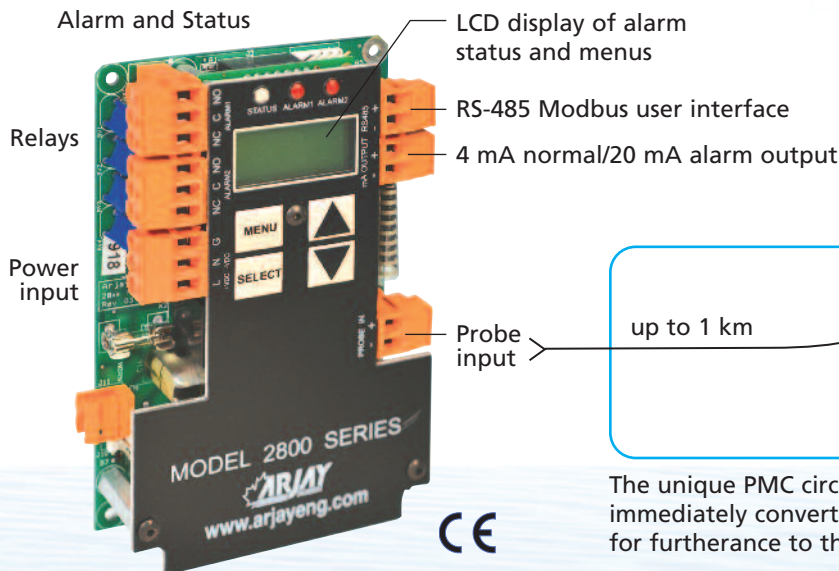 Alarm and Status
LCD display of alarm
status and menus
RS-485 Modbus user interface
4 mA normal/20 mA alarm output
Relays
Power
input
Probe
input
up to 1 km
STATUS ALARM1 ALARM2
NC C NO
ALARM1
NC C NO
ALARM2
L N G
-VDC +VDC
RS485
+
-
mA OUTPUT
+
-
MENU
SELECT
PROBE IN
+
-
918
MODEL 2800 SERIES
ARJAY
www.arjayeng.com
CE
The unique PMC circ
immediately convert
for furtherance to th